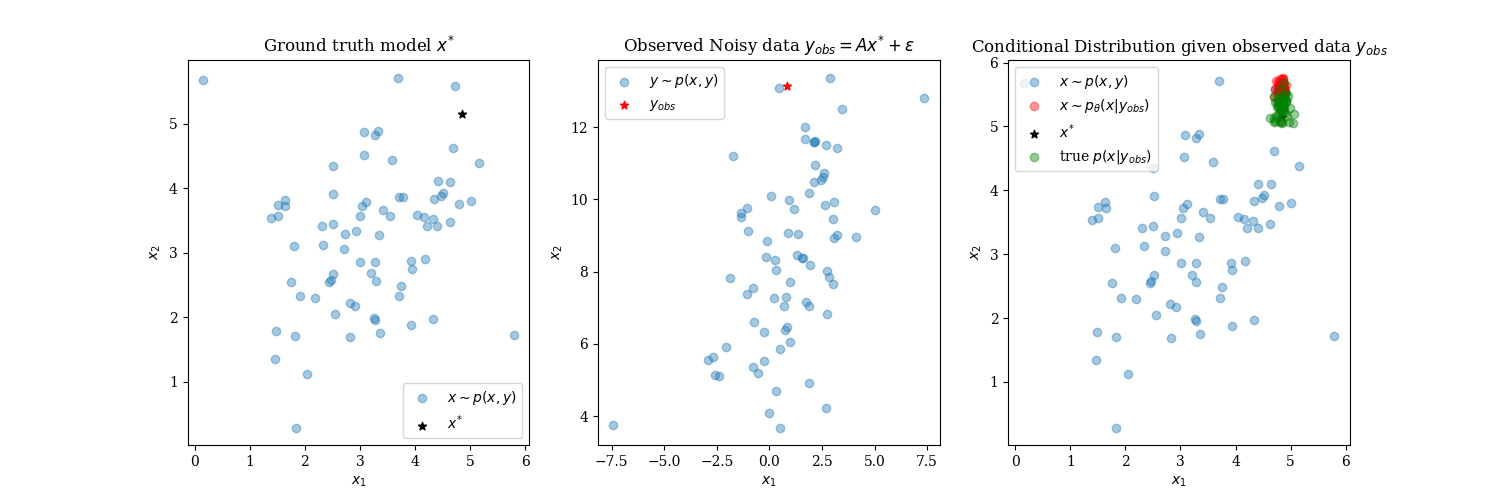 Ground truth model x*
x₂
5
4
3
2
1
0
1
2
3
4
5
6
x₁
x ~ p(x, y)
x*
Observed Noisy data y_obs = Ax* + ε
y ~ p(x, y)
y_obs
x₂
12
10
8
6
4
−7.5
−5.0
−2.5
0.0
2.5
5.0
7.5
x₁
Conditional Distribution given observed data y_obs
x ~ p(x, y)
x ~ p_θ(x|y_obs)
x*
true p(x|y_obs)
x₂
6
5
4
3
2
1
0
1
2
3
4
5
6
x₁